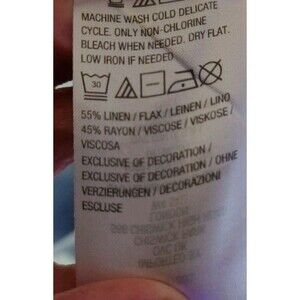 MACHINE WASH COLD DELICATE
CYCLE. ONLY NON-CHLORINE
BLEACH WHEN NEEDED. DRY FLAT.
LOW IRON IF NEEDED
30
55% LINEN / FLAX / LEINEN / LINO
45% RAYON / VISCOSE / VISKOSE /
VISCOSA
EXCLUSIVE OF DECORATION /
EXCLUSIVE OF DECORATION / OHNE
VERZIERUNGEN / DECORAZIONI
ESCLUSE